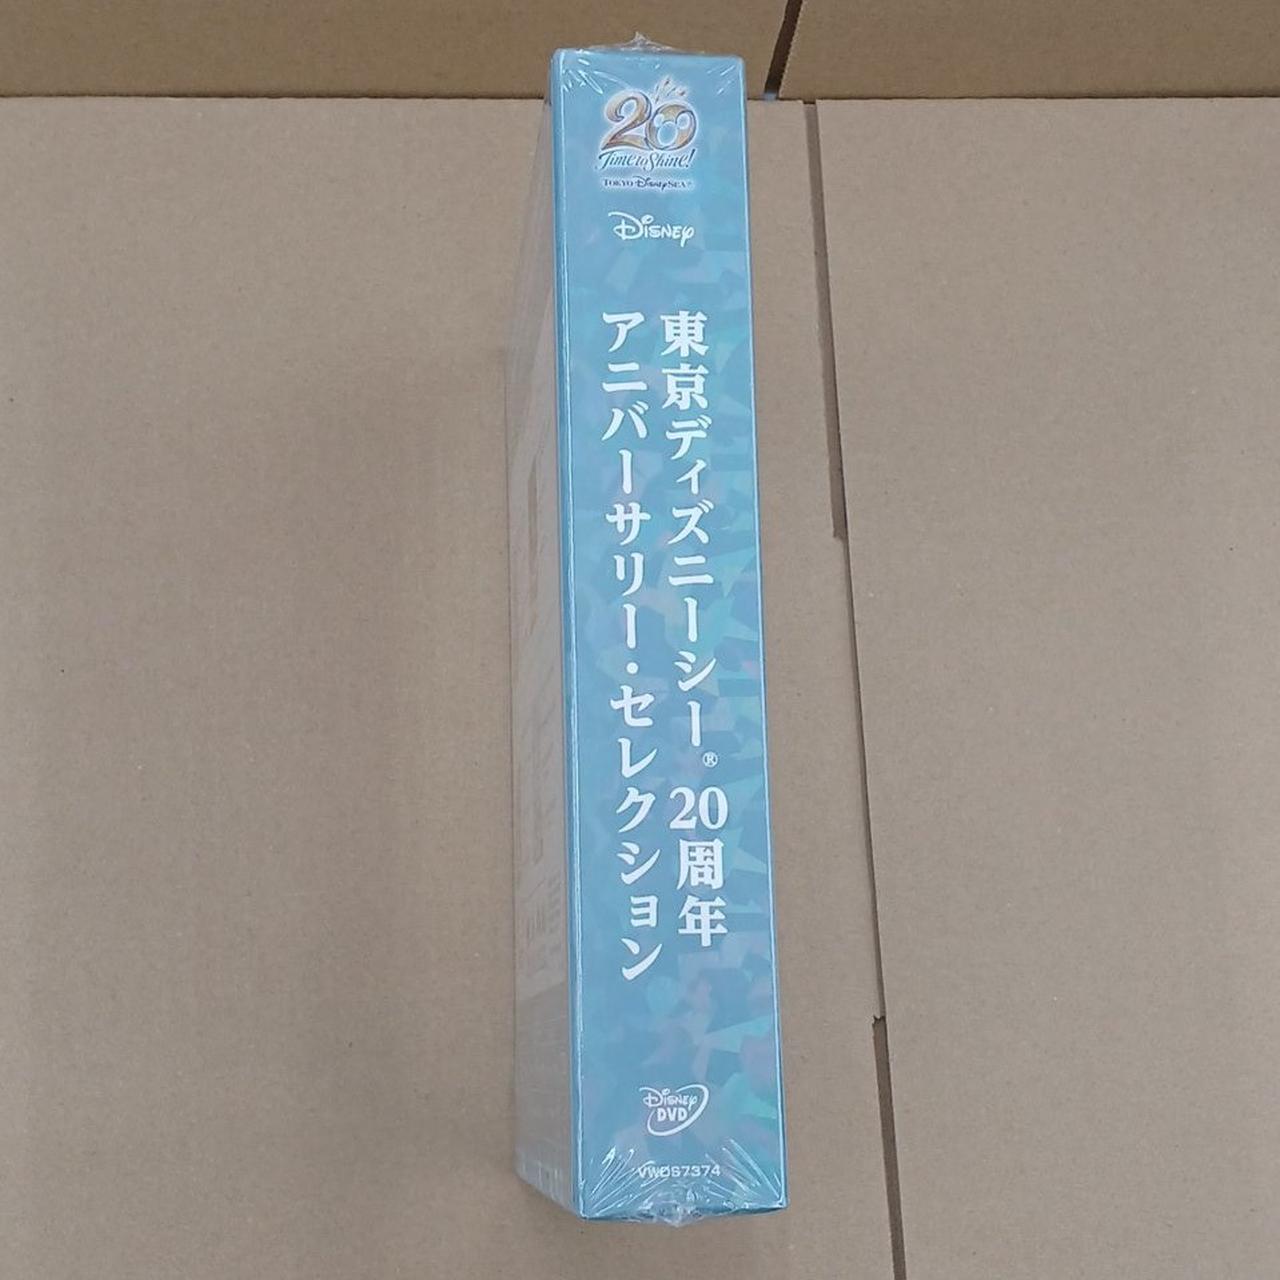 20
Time to Shine!
TOKYO DISNEYSEA®
DISNEY
東京ディズニーシー® 20周年
アニバーサリー・セレクション
DISNEY
DVD
VWDS7374